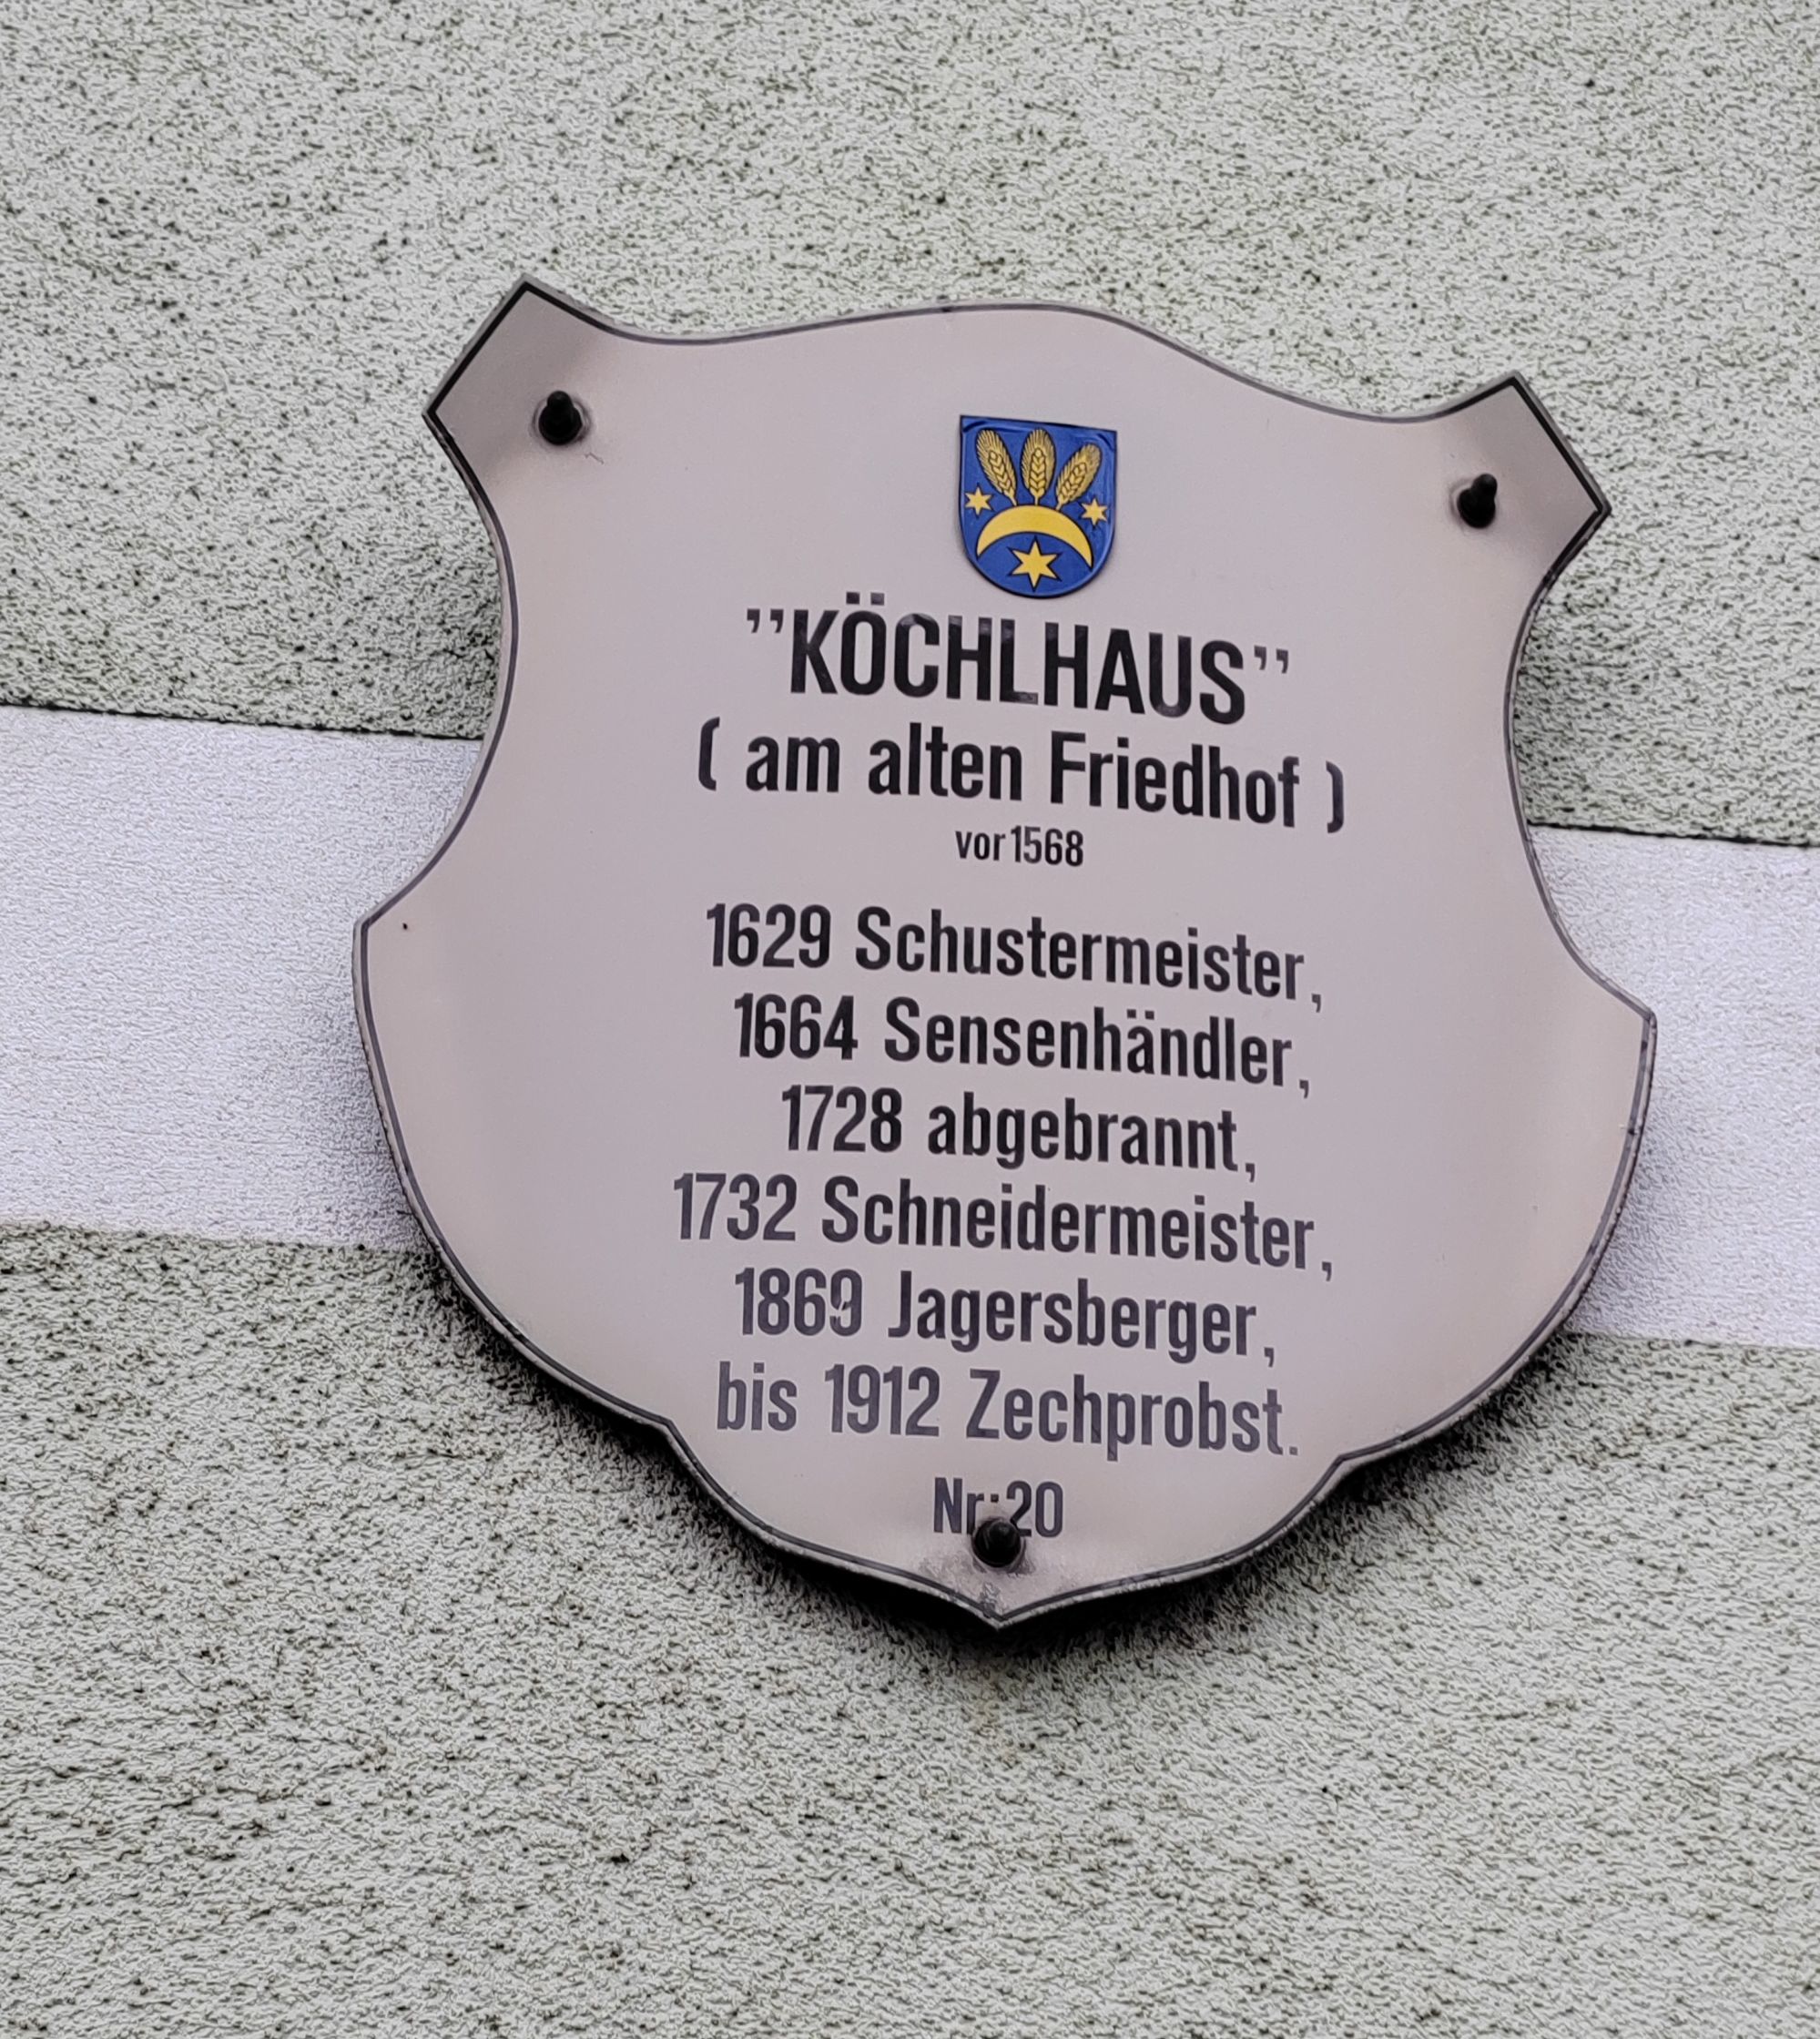 ”KÖCHLHAUS”
( am alten Friedhof )
vor 1568
1629 Schustermeister,
1664 Sensenhändler,
1728 abgebrannt,
1732 Schneidermeister,
1869 Jagersberger,
bis 1912 Zechprobst.
Nr: 20